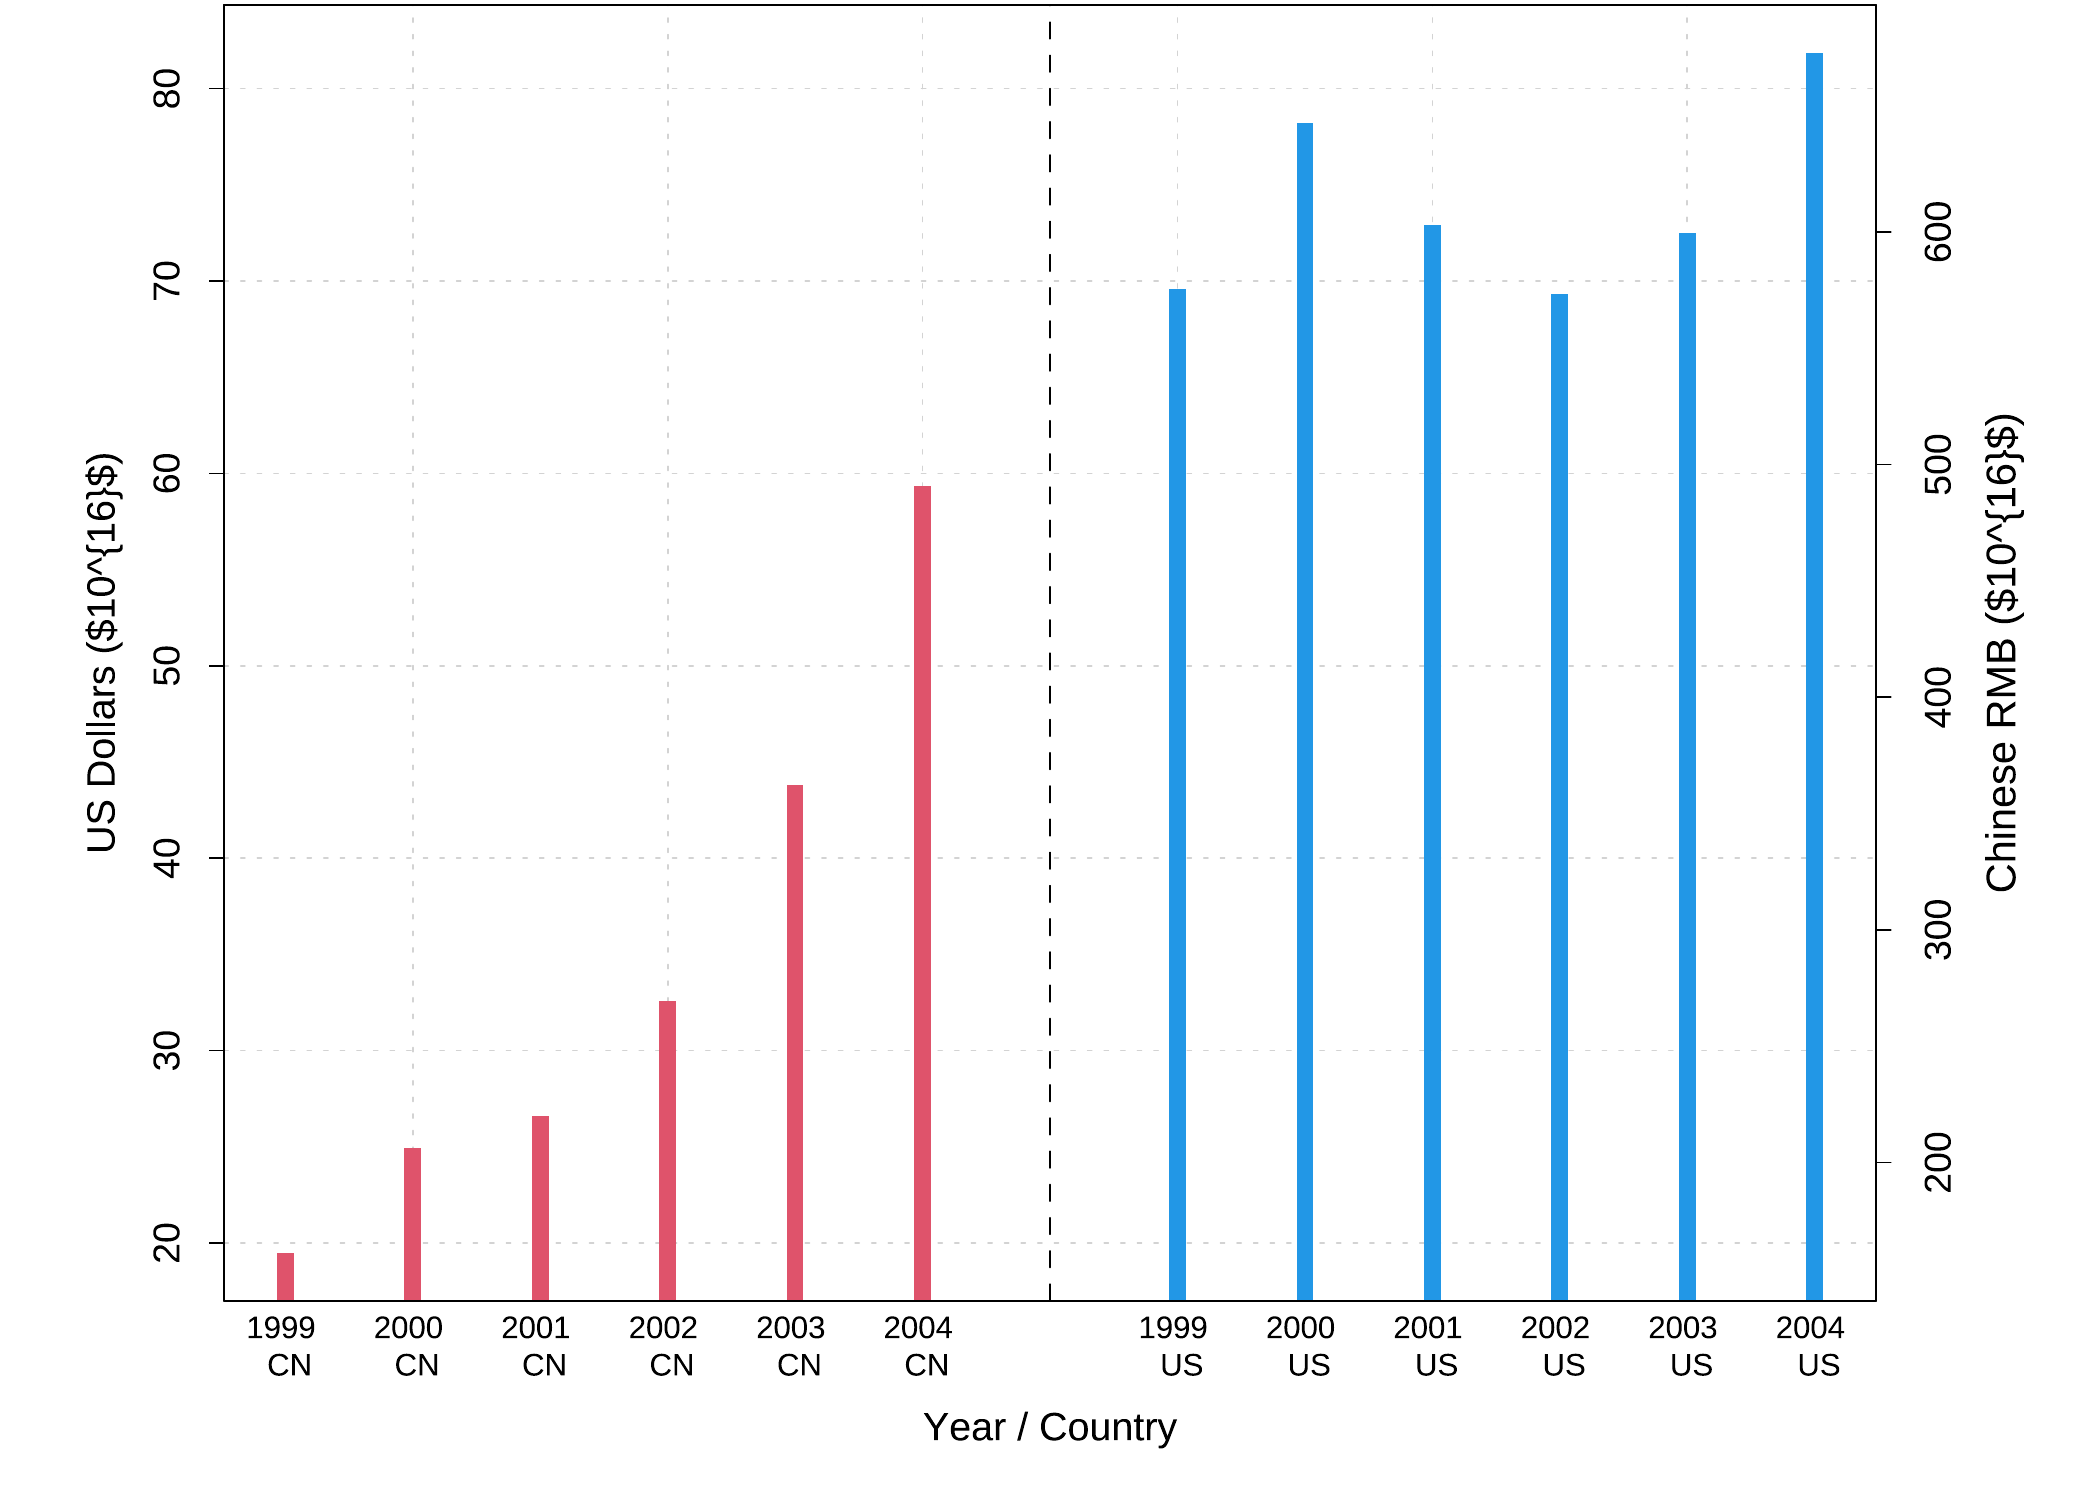 US Dollars ($10^{16}$)
80
70
60
50
40
30
20
600
500
400
300
200
Chinese RMB ($10^{16}$)
1999 2000 2001 2002 2003 2004 1999 2000 2001 2002 2003 2004
CN CN CN CN CN CN US US US US US US
Year / Country